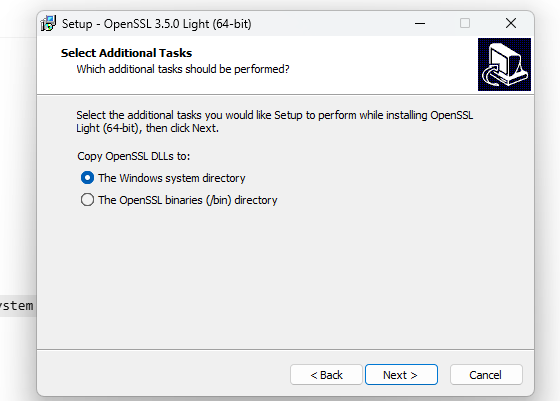 Setup - OpenSSL 3.5.0 Light (64-bit)
Select Additional Tasks
Which additional tasks should be performed?
Select the additional tasks you would like Setup to perform while installing OpenSSL
Light (64-bit), then click Next.
Copy OpenSSL DLLs to:
The Windows system directory
The OpenSSL binaries (/bin) directory
ystem
< Back
Next >
Cancel